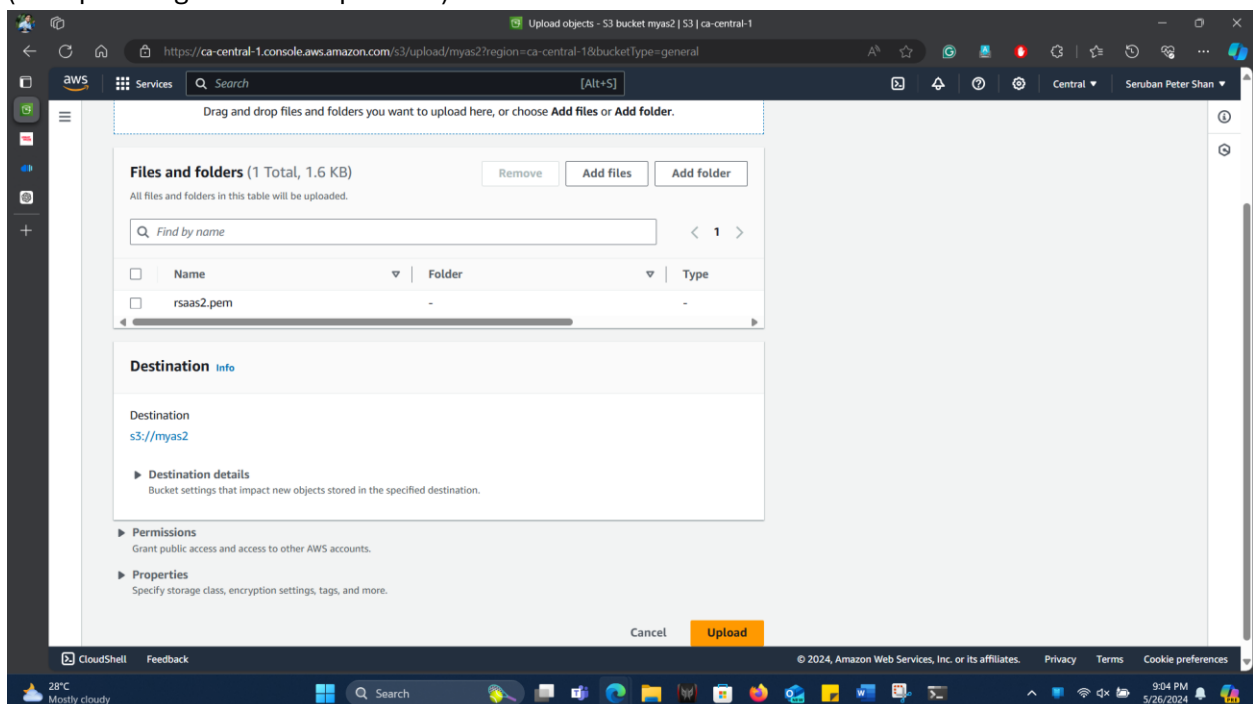 Upload objects - S3 bucket myas2 | S3 | ca-central-1
https://ca-central-1.console.aws.amazon.com/s3/upload/myas2?region=ca-central-1&bucketType=general
aws Services Search [Alt+S] Central ▼ Seruban Peter Shan ▼
Drag and drop files and folders you want to upload here, or choose Add files or Add folder.
Files and folders (1 Total, 1.6 KB) Remove Add files Add folder
All files and folders in this table will be uploaded.
Find by name < 1 >
Name Folder Type
rsaas2.pem - -
Destination Info
Destination
s3://myas2
Destination details
Bucket settings that impact new objects stored in the specified destination.
Permissions
Grant public access and access to other AWS accounts.
Properties
Specify storage class, encryption settings, tags, and more.
Cancel Upload
CloudShell Feedback © 2024, Amazon Web Services, Inc. or its affiliates. Privacy Terms Cookie preferences
28°C
Mostly cloudy
Search
9:04 PM
5/26/2024